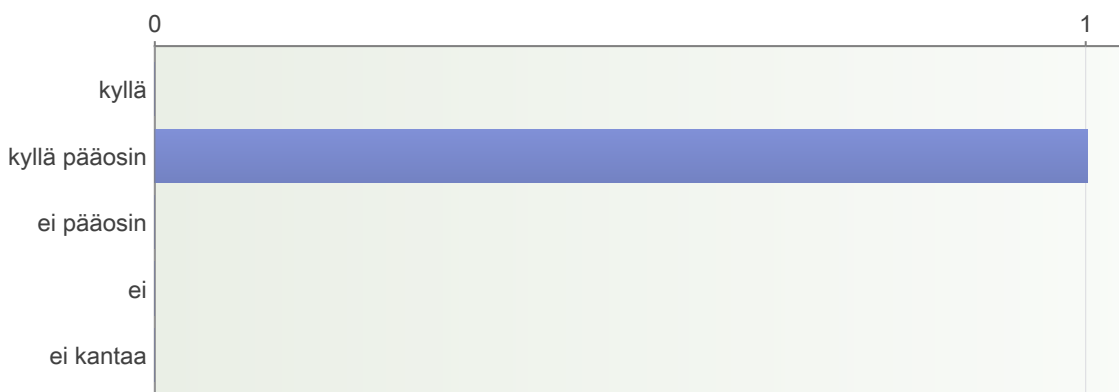 0 1
kyllä
kyllä pääosin
ei pääosin
ei
ei kantaa